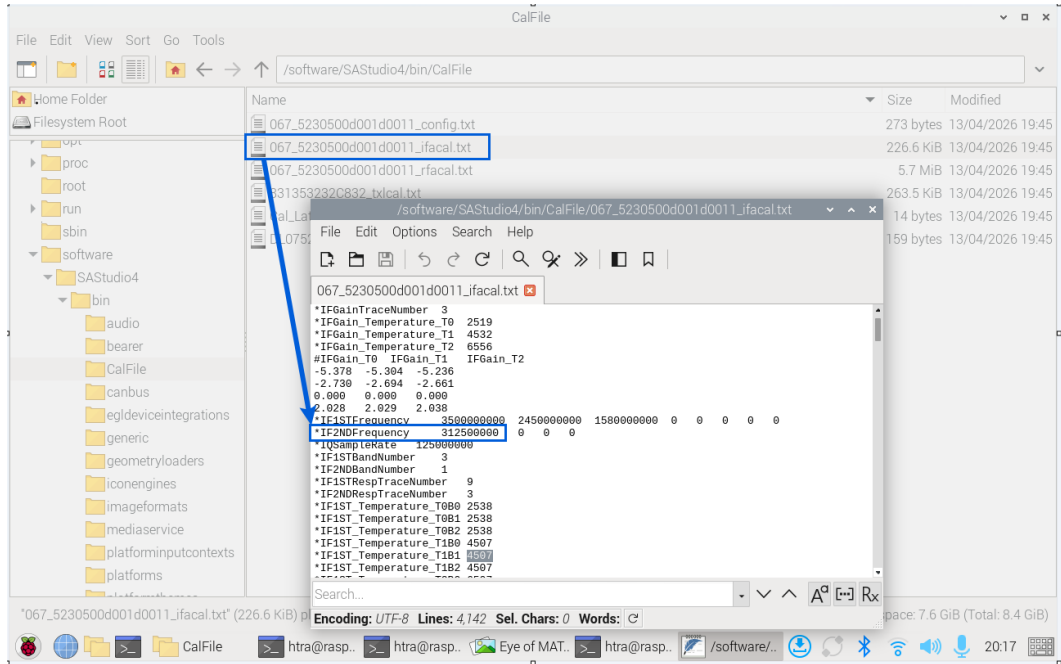 CalFile
File Edit View Sort Go Tools
/software/SAStudio4/bin/CalFile
Home Folder
Filesystem Root
opt
proc
root
run
sbin
software
SAStudio4
bin
audio
bearer
CalFile
canbus
egldeviceintegrations
generic
geometryloaders
iconengines
imageformats
mediaservice
platforminputcontexts
platforms
Name Size Modified
067_5230500d001d0011_config.txt 273 bytes 13/04/2026 19:45
067_5230500d001d0011_ifacal.txt 226.6 KiB 13/04/2026 19:45
067_5230500d001d0011_rfacal.txt 5.7 MiB 13/04/2026 19:45
331353232C832_txlcal.txt 263.5 KiB 13/04/2026 19:45
14 bytes 13/04/2026 19:45
159 bytes 13/04/2026 19:45
/software/SAStudio4/bin/CalFile/067_5230500d001d0011_ifacal.txt
File Edit Options Search Help
067_5230500d001d0011_ifacal.txt
*IFGainTraceNumber 3
*IFGain_Temperature_T0 2519
*IFGain_Temperature_T1 4532
*IFGain_Temperature_T2 6556
#IFGain_T0 IFGain_T1 IFGain_T2
-5.378 -5.304 -5.236
-2.730 -2.694 -2.661
0.000 0.000 0.000
2.028 2.029 2.038
*IF1STFrequency 3500000000 2450000000 1580000000 0 0 0 0 0
*IF2NDFrequency 312500000 0 0 0
*IQSampleRate 125000000
*IF1STBandNumber 3
*IF2NDBandNumber 1
*IF1STRespTraceNumber 9
*IF2NDRespTraceNumber 3
*IF1ST_Temperature_T0B0 2538
*IF1ST_Temperature_T0B1 2538
*IF1ST_Temperature_T0B2 2538
*IF1ST_Temperature_T1B0 4507
*IF1ST_Temperature_T1B1 4507
*IF1ST_Temperature_T1B2 4507
Search...
Encoding: UTF-8 Lines: 4,142 Sel. Chars: 0 Words:
"067_5230500d001d0011_ifacal.txt" (226.6 KiB) space: 7.6 GiB (Total: 8.4 GiB)
CalFile htra@rasp.. htra@rasp.. Eye of MAT.. htra@rasp.. /software/.. 20:17